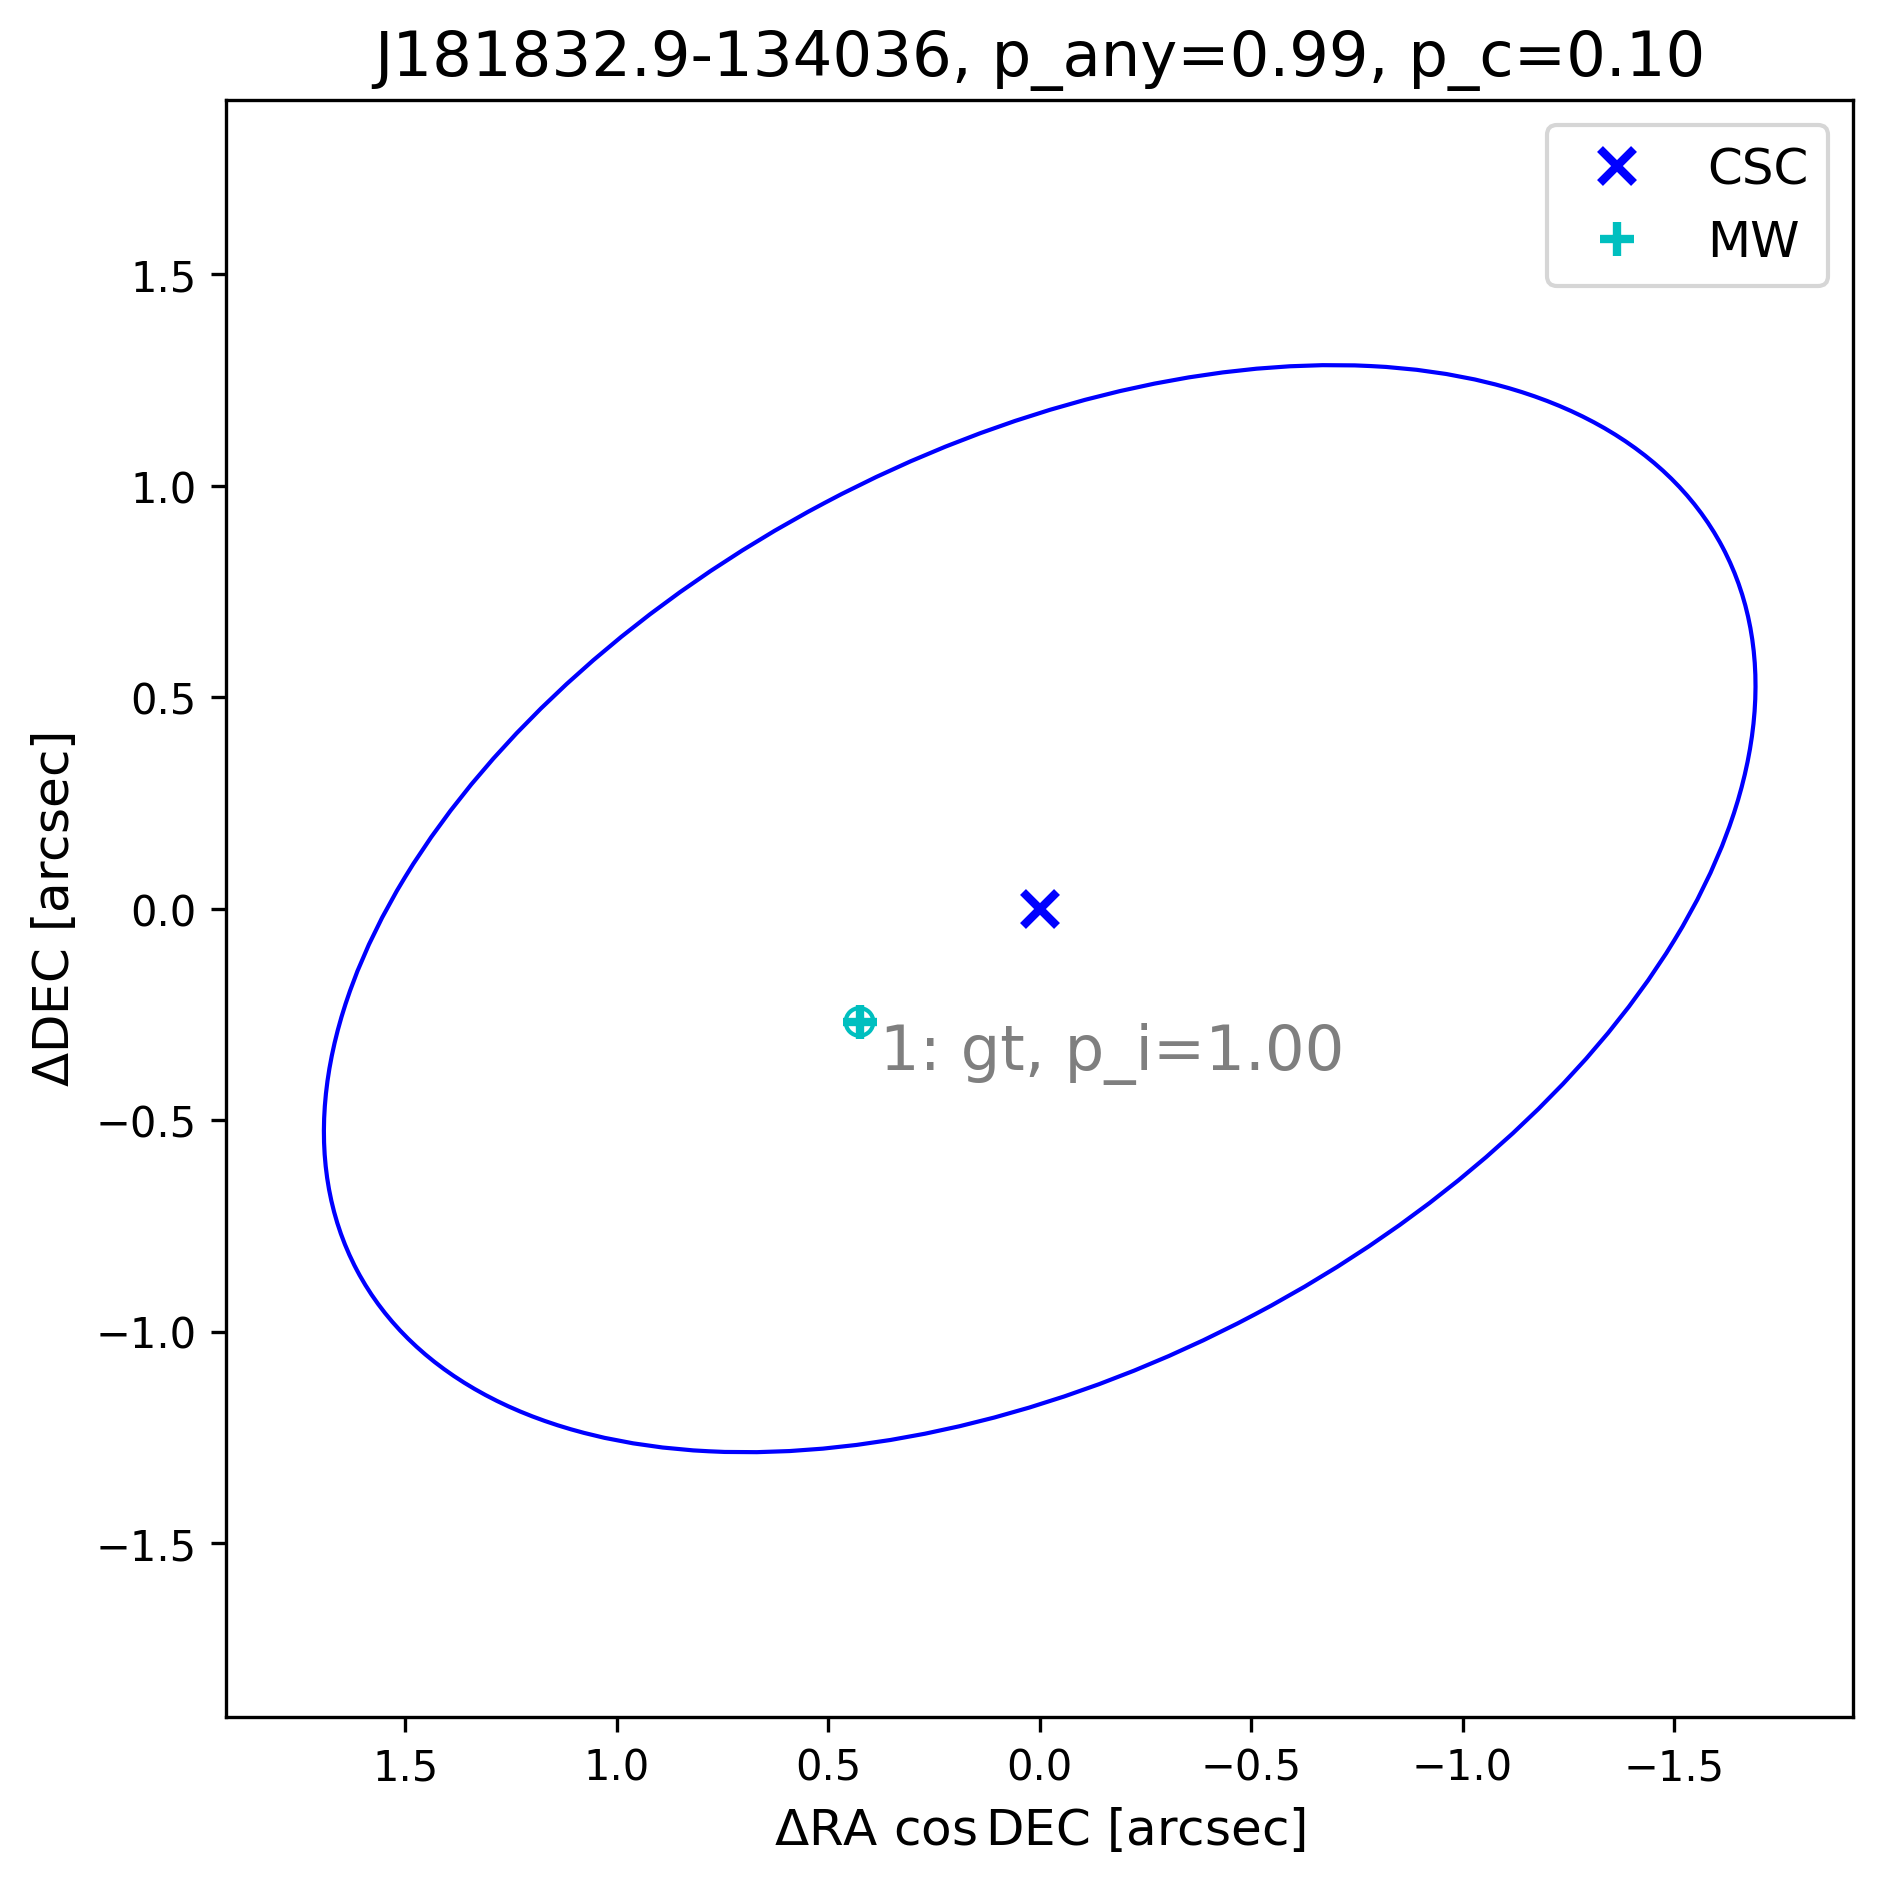 J181832.9-134036, p_any=0.99, p_c=0.10
CSC
MW
1.5
1.0
0.5
0.0
−0.5
−1.0
−1.5
ΔDEC [arcsec]
1: gt, p_i=1.00
1.5 1.0 0.5 0.0 −0.5 −1.0 −1.5
ΔRA cos DEC [arcsec]